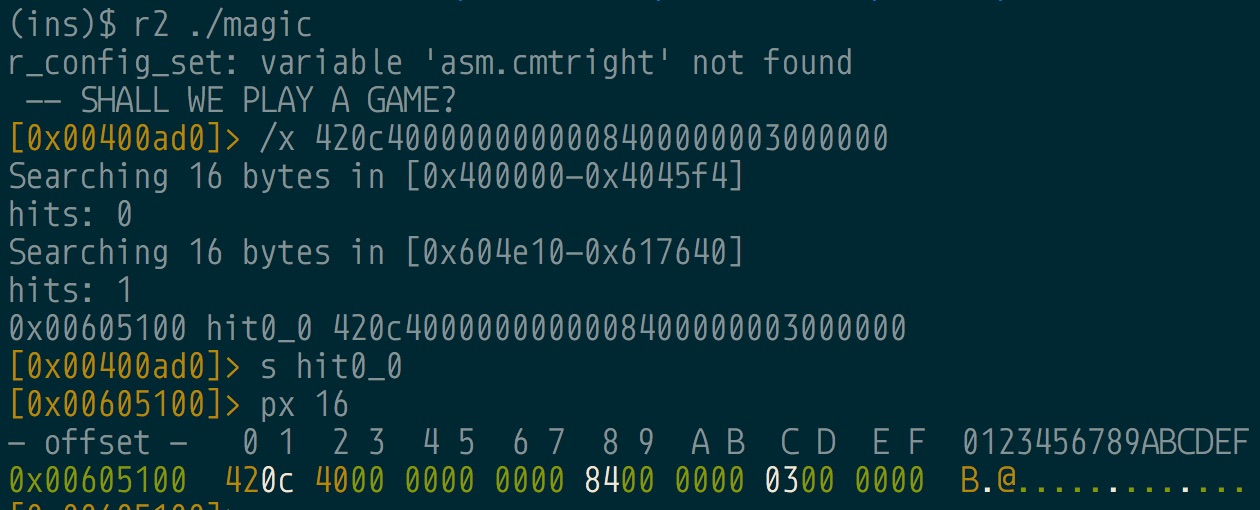 (ins)$ r2 ./magic
r_config_set: variable 'asm.cmtright' not found
-- SHALL WE PLAY A GAME?
[0x00400ad0]> /x 420c4000000000008400000003000000
Searching 16 bytes in [0x400000-0x4045f4]
hits: 0
Searching 16 bytes in [0x604e10-0x617640]
hits: 1
0x00605100 hit0_0 420c4000000000008400000003000000
[0x00400ad0]> s hit0_0
[0x00605100]> px 16
- offset -   0 1  2 3  4 5  6 7  8 9  A B  C D  E F  0123456789ABCDEF
0x00605100  420c 4000 0000 0000 8400 0000 0300 0000  B.@.............